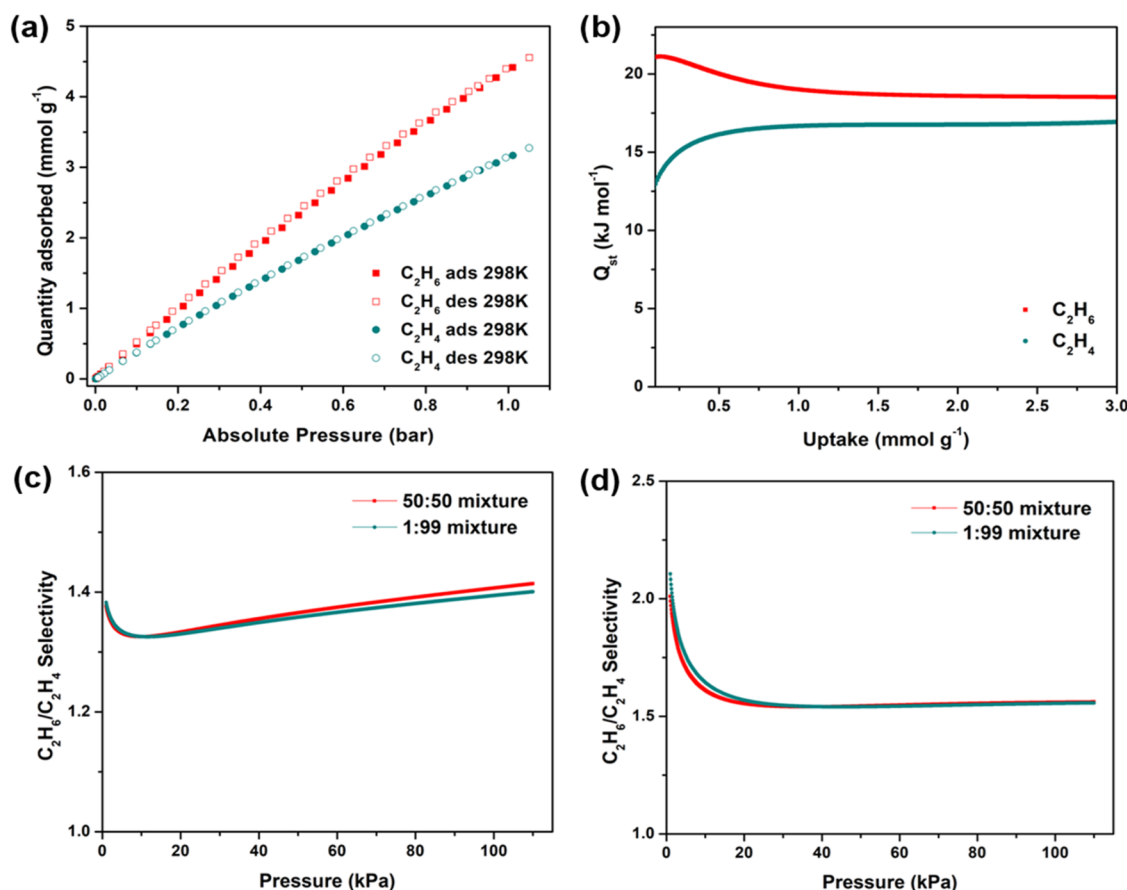 (a)
Quantity adsorbed (mmol g⁻¹)
5
4
3
2
1
0
C₂H₆ ads 298K
C₂H₆ des 298K
C₂H₄ ads 298K
C₂H₄ des 298K
0.0 0.2 0.4 0.6 0.8 1.0
Absolute Pressure (bar)
(b)
Qst (kJ mol⁻¹)
20
15
10
5
0
C₂H₆
C₂H₄
0.5 1.0 1.5 2.0 2.5 3.0
Uptake (mmol g⁻¹)
(c)
C₂H₆/C₂H₄ Selectivity
1.6
1.4
1.2
1.0
50:50 mixture
1:99 mixture
0 20 40 60 80 100
Pressure (kPa)
(d)
C₂H₆/C₂H₄ Selectivity
2.5
2.0
1.5
1.0
50:50 mixture
1:99 mixture
0 20 40 60 80 100
Pressure (kPa)